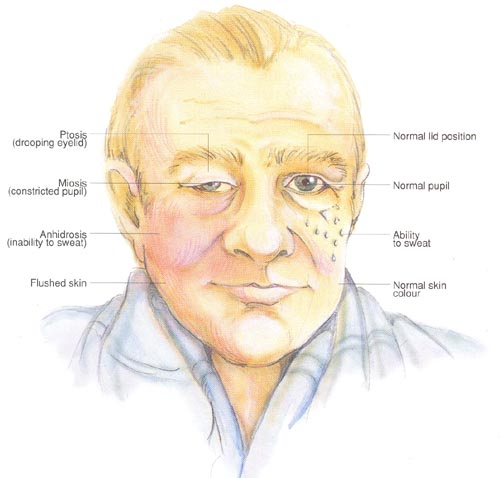 Ptosis
(drooping eyelid)
Normal lid position
Miosis
(constricted pupil)
Normal pupil
Anhidrosis
(inability to sweat)
Ability
to sweat
Flushed skin
Normal skin
colour